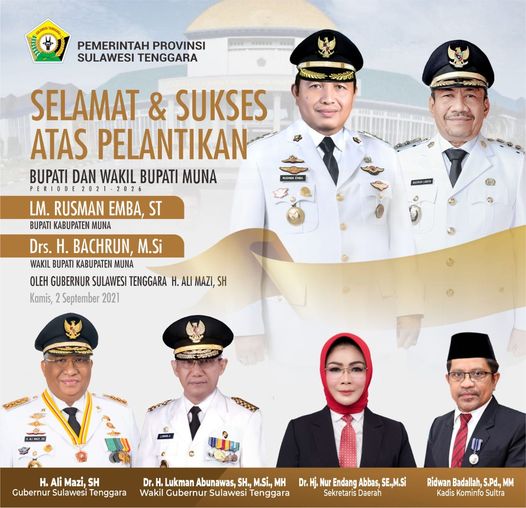 PEMERINTAH PROVINSI
SULAWESI TENGGARA
SELAMAT & SUKSES
ATAS PELANTIKAN
BUPATI DAN WAKIL BUPATI MUNA
PERIODE 2021-2026
LM. RUSMAN EMBA, ST
BUPATI KABUPATEN MUNA
Drs. H. BACHRUN, M.Si
WAKIL BUPATI KABUPATEN MUNA
OLEH GUBERNUR SULAWESI TENGGARA H. ALI MAZI, SH
Kamis, 2 September 2021
H. Ali Mazi, SH
Gubernur Sulawesi Tenggara
Dr. H. Lukman Abunawas, SH., M.Si., MH
Wakil Gubernur Sulawesi Tenggara
Dr. Hj. Nur Endang Abbas, SE.,M.Si
Sekretaris Daerah
Ridwan Badallah, S.Pd., MM
Kadis Kominfo Sultra